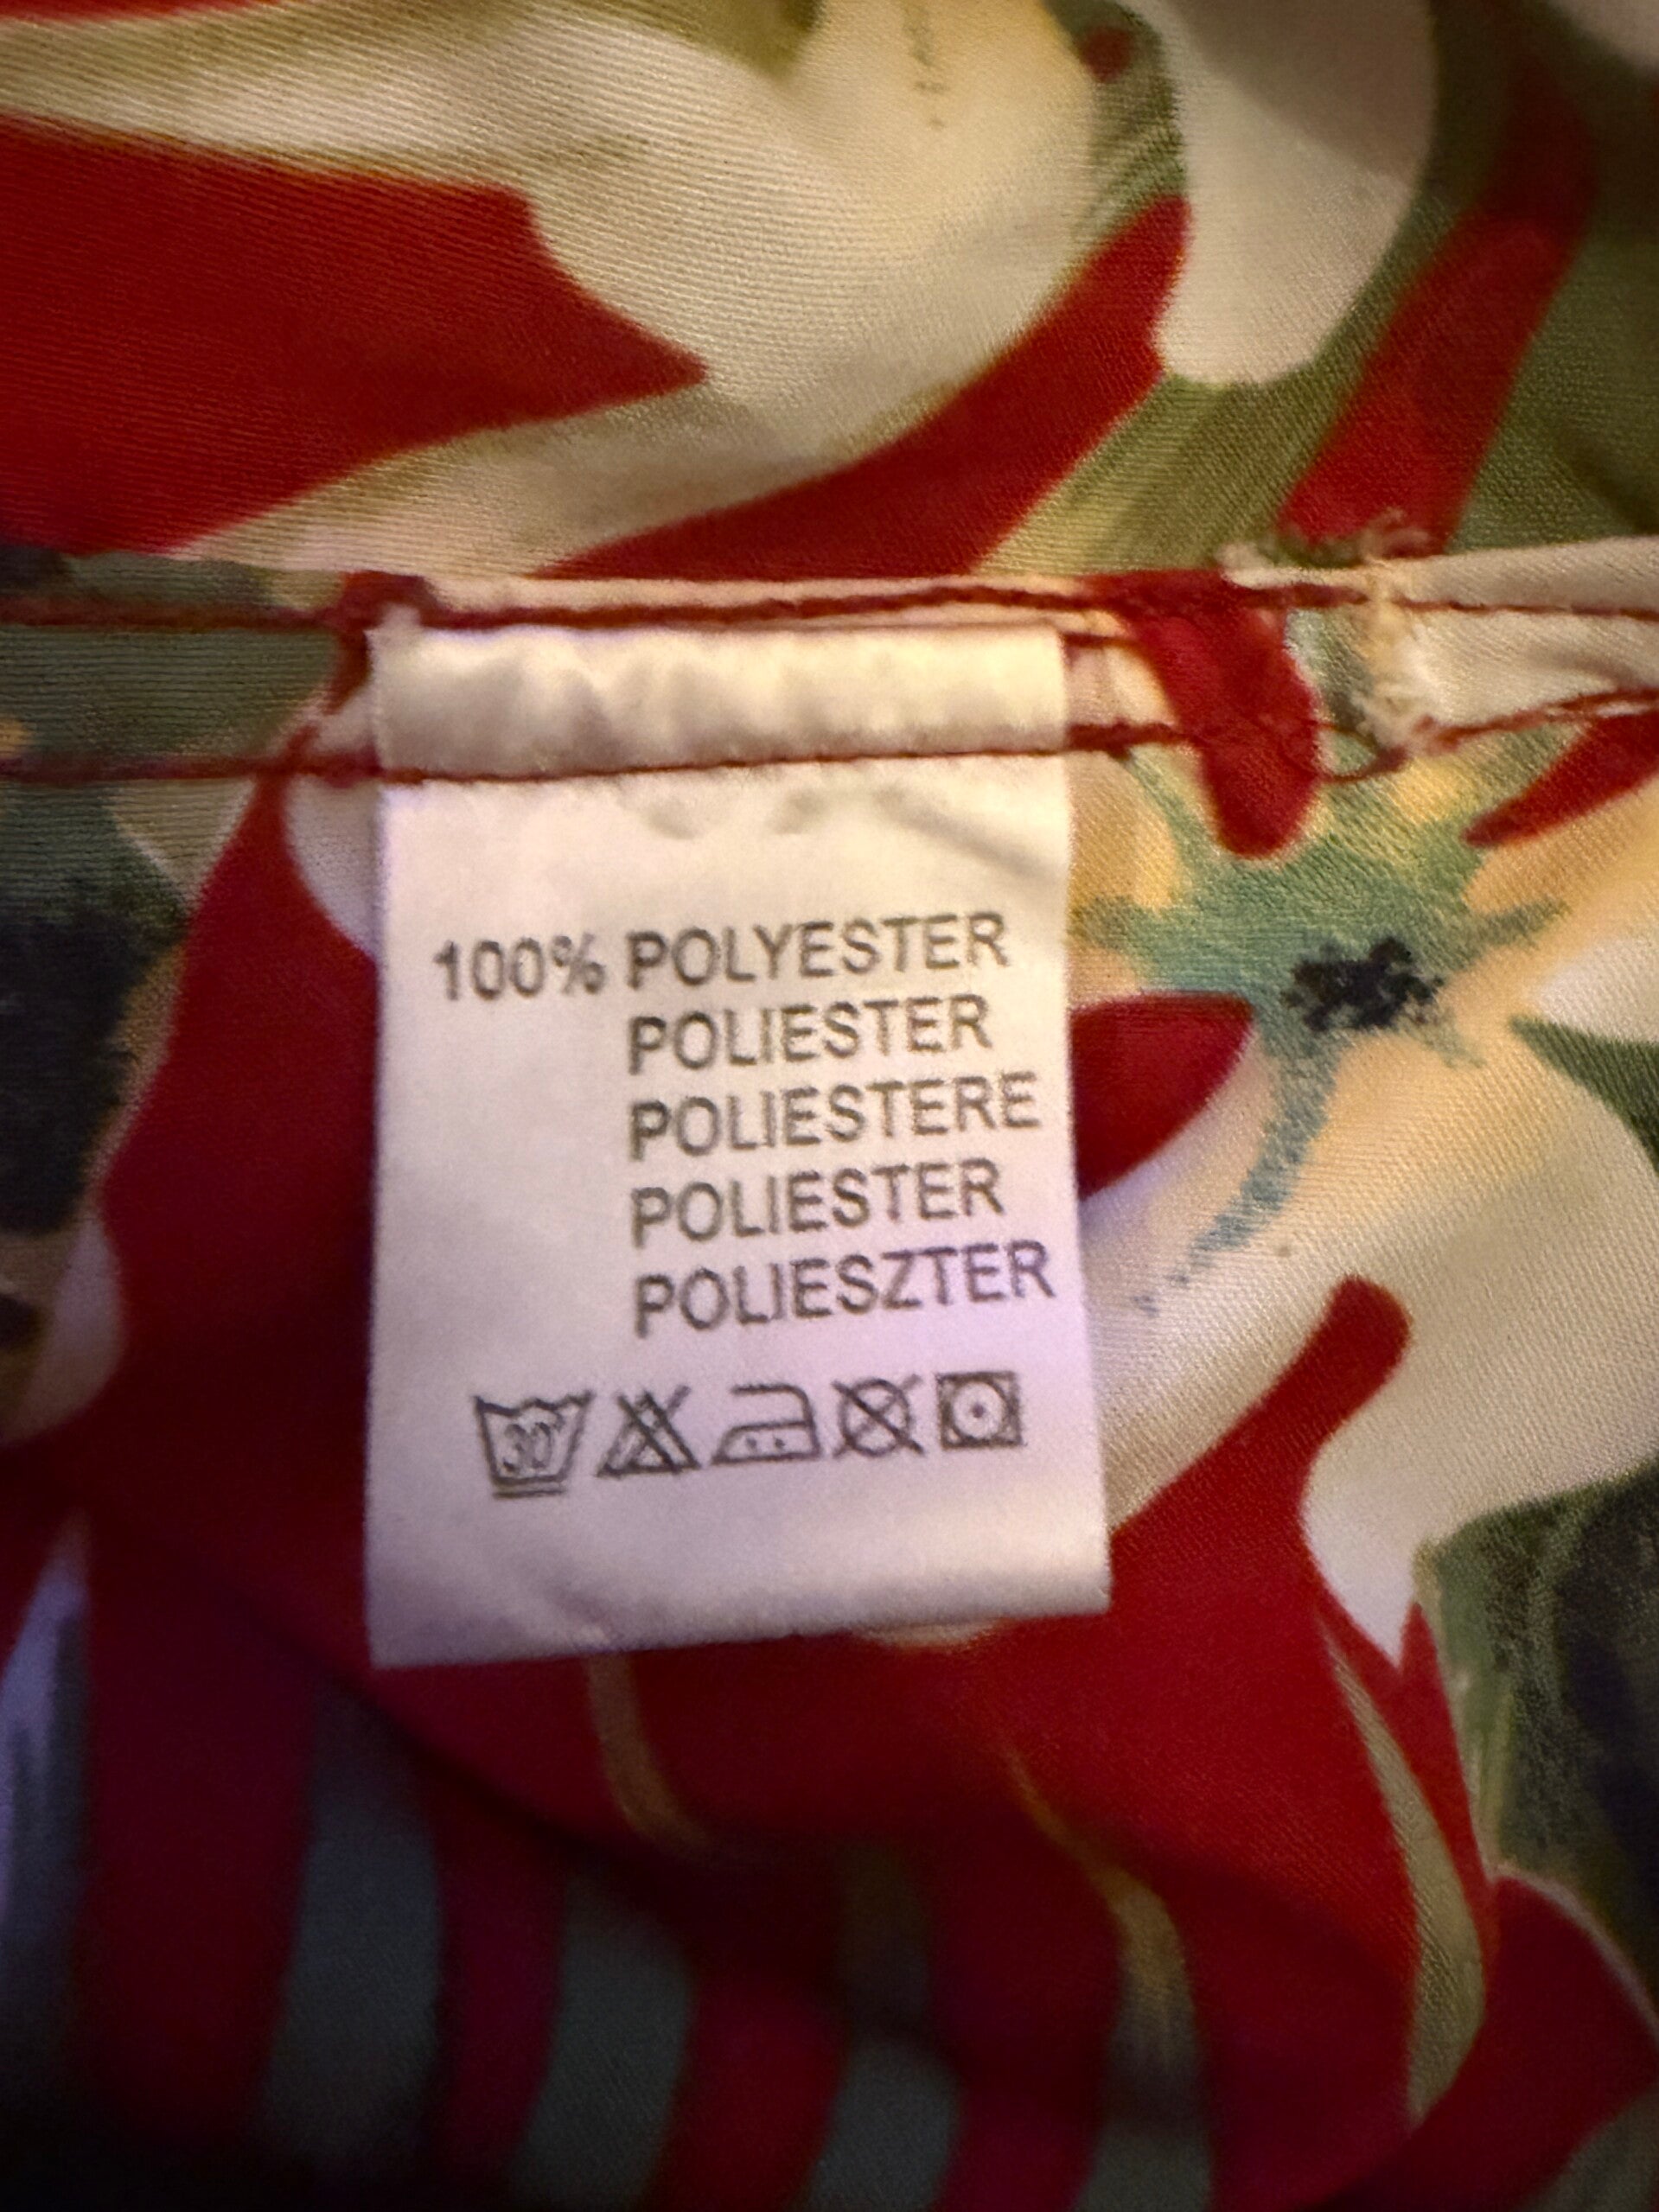 100% POLYESTER
POLIESTER
POLIESTERE
POLIESTER
POLIESZTER
30°